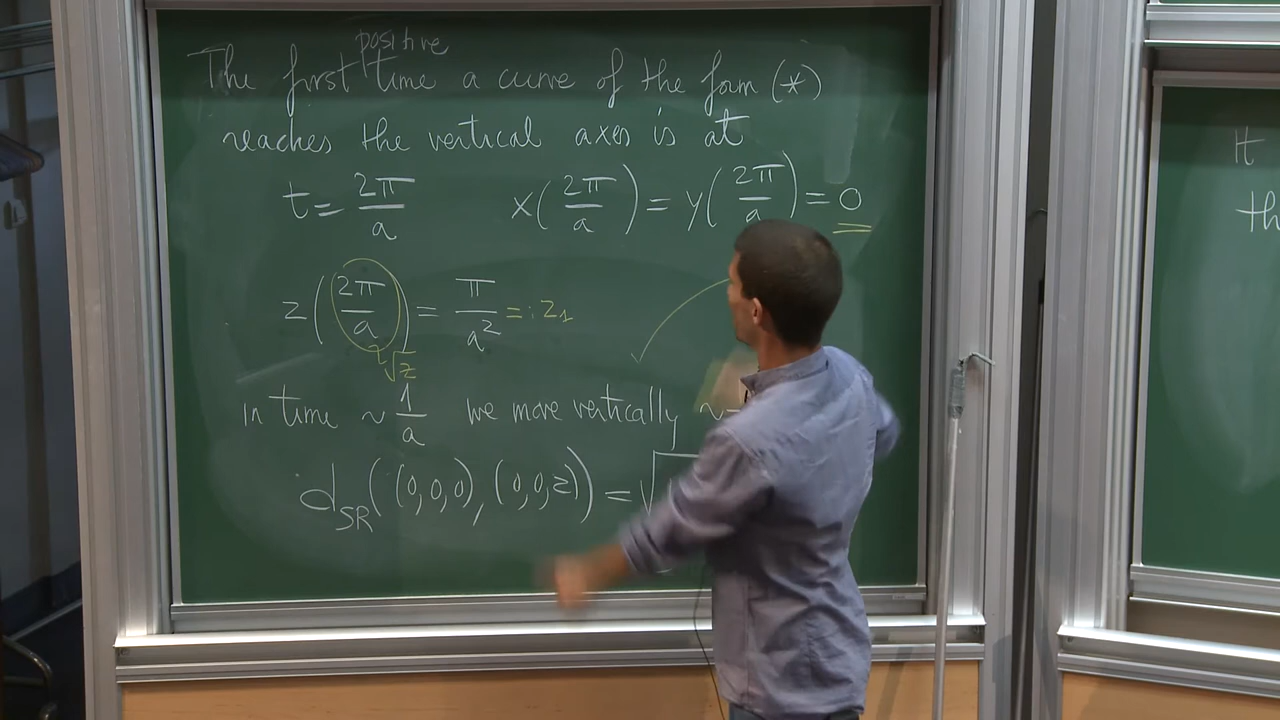 positive
The first time a curve of the form (*)
reaches the vertical axes is at
t = 2π/a x(2π/a) = y(2π/a) = 0
z(2π/a) = π/a² =: z₁
√z
in time ~ 1/a we move vertically ~
d_SR((0,0,0), (0,0,z)) = √
It
th